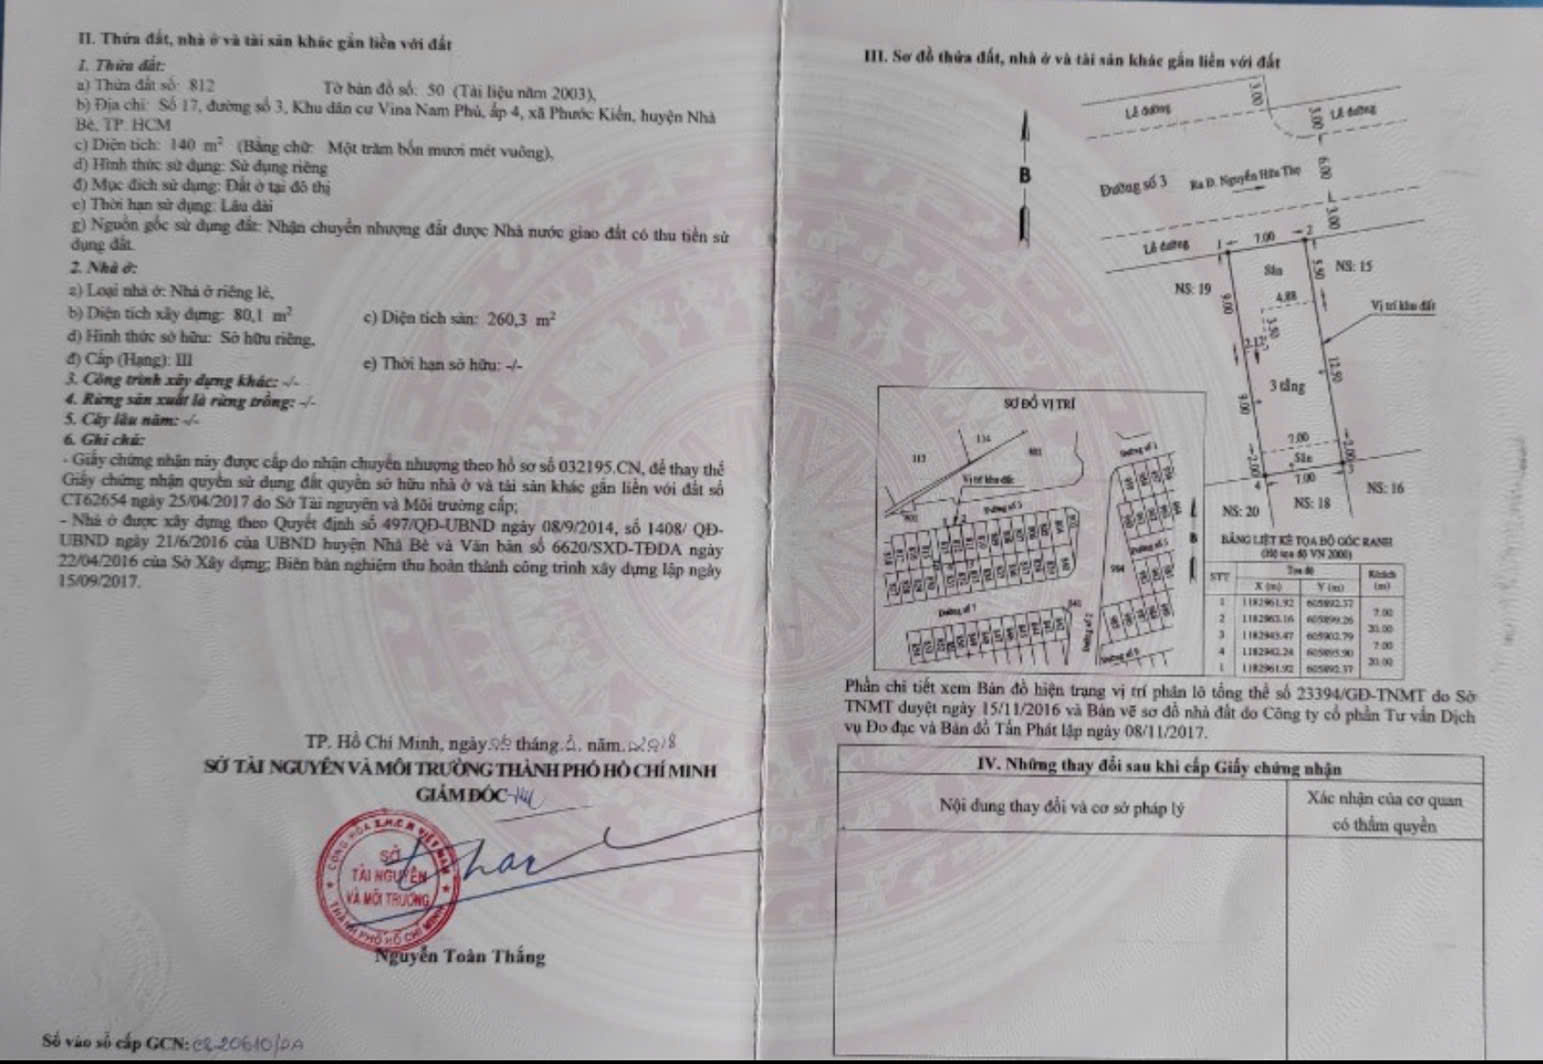 II. Thửa đất, nhà ở và tài sản khác gắn liền với đất
1. Thửa đất:
a) Thửa đất số: 812 Tờ bản đồ số: 50 (Tài liệu năm 2003),
b) Địa chỉ: Số 17, đường số 3, Khu dân cư Vina Nam Phú, ấp 4, xã Phước Kiển, huyện Nhà
Bè, TP. HCM
c) Diện tích: 140 m² (Bằng chữ: Một trăm bốn mươi mét vuông),
d) Hình thức sử dụng: Sử dụng riêng
đ) Mục đích sử dụng: Đất ở tại đô thị
e) Thời hạn sử dụng: Lâu dài
g) Nguồn gốc sử dụng đất: Nhận chuyển nhượng đất được Nhà nước giao đất có thu tiền sử
dụng đất.
2. Nhà ở:
a) Loại nhà ở: Nhà ở riêng lẻ,
b) Diện tích xây dựng: 80,1 m² c) Diện tích sàn: 260,3 m²
d) Hình thức sở hữu: Sở hữu riêng,
đ) Cấp (Hạng): III e) Thời hạn sở hữu: -/-
3. Công trình xây dựng khác: -/-
4. Rừng sản xuất là rừng trồng: -/-
5. Cây lâu năm: -/-
6. Ghi chú:
- Giấy chứng nhận này được cấp do nhận chuyển nhượng theo hồ sơ số 032195.CN, để thay thế
Giấy chứng nhận quyền sử dụng đất quyền sở hữu nhà ở và tài sản khác gắn liền với đất số
CT62654 ngày 25/04/2017 do Sở Tài nguyên và Môi trường cấp;
- Nhà ở được xây dựng theo Quyết định số 497/QĐ-UBND ngày 08/9/2014, số 1408/ QĐ-
UBND ngày 21/6/2016 của UBND huyện Nhà Bè và Văn bản số 6620/SXD-TĐDA ngày
22/04/2016 của Sở Xây dựng; Biên bản nghiệm thu hoàn thành công trình xây dựng lập ngày
15/09/2017.
TP. Hồ Chí Minh, ngày tháng năm 2018
SỞ TÀI NGUYÊN VÀ MÔI TRƯỜNG THÀNH PHỐ HỒ CHÍ MINH
GIÁM ĐỐC
CỘNG HÒA X.H.C.N VIỆT NAM
SỞ
TÀI NGUYÊN
VÀ MÔI TRƯỜNG
THÀNH PHỐ HỒ CHÍ MINH
Nguyễn Toàn Thắng
Số vào sổ cấp GCN: CS 20610/DA
III. Sơ đồ thửa đất, nhà ở và tài sản khác gắn liền với đất
Lề đường 3.00 3.00 Lề đường
B
6.00
Đường số 3 Ra Đ. Nguyễn Hữu Thọ
3.00
Lề đường 1 7.00 2
Sân 5.50 NS: 15
NS: 19 9.00 4.88 Vị trí khu đất
3.50
2.12
3 tầng 12.90
9.00
7.00
2.00 Sân 2.00
4 7.00
NS: 20 NS: 18 NS: 16
SƠ ĐỒ VỊ TRÍ
113 134
Vị trí khu đất
Đường số 3
Đường số 5
984
B
Đường số 7
BẢNG LIỆT KÊ TỌA ĐỘ GÓC RANH
(Hệ tọa độ VN 2000)
STT Tọa độ Kcách
X (m) Y (m) (m)
1 1182961.92 605892.37
7.00
2 1182963.16 605899.26
20.00
3 1182943.47 605902.79
7.00
4 1182942.24 605895.90
20.00
1 1182961.92 605892.37
Phần chi tiết xem Bản đồ hiện trạng vị trí phân lô tổng thể số 23394/GĐ-TNMT do Sở
TNMT duyệt ngày 15/11/2016 và Bản vẽ sơ đồ nhà đất do Công ty cổ phần Tư vấn Dịch
vụ Đo đạc và Bản đồ Tấn Phát lập ngày 08/11/2017.
IV. Những thay đổi sau khi cấp Giấy chứng nhận
Nội dung thay đổi và cơ sở pháp lý
Xác nhận của cơ quan
có thẩm quyền